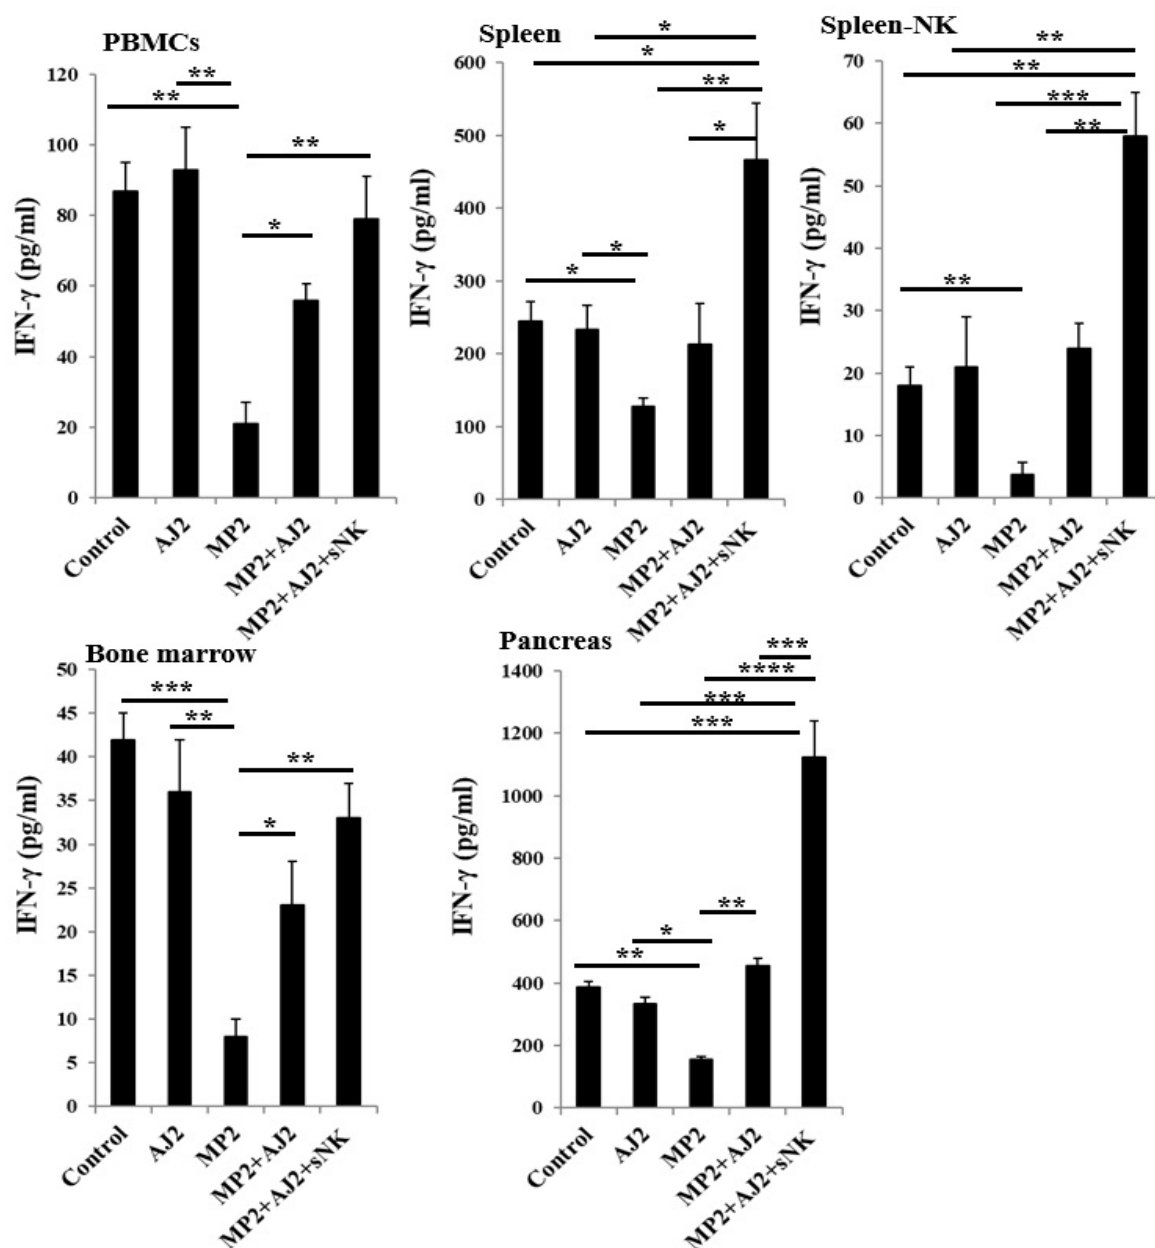 PBMCs
**
**
**
*
IFN-γ (pg/ml)
120
100
80
60
40
20
0
Control
AJ2
MP2
MP2+AJ2
MP2+AJ2+sNK
Spleen
*
*
**
*
*
*
IFN-γ (pg/ml)
600
500
400
300
200
100
0
Control
AJ2
MP2
MP2+AJ2
MP2+AJ2+sNK
Spleen-NK
**
**
***
**
**
IFN-γ (pg/ml)
70
60
50
40
30
20
10
0
Control
AJ2
MP2
MP2+AJ2
MP2+AJ2+sNK
Bone marrow
***
**
**
*
IFN-γ (pg/ml)
50
45
40
35
30
25
20
15
10
5
0
Control
AJ2
MP2
MP2+AJ2
MP2+AJ2+sNK
Pancreas
***
****
***
***
**
*
**
IFN-γ (pg/ml)
1400
1200
1000
800
600
400
200
0
Control
AJ2
MP2
MP2+AJ2
MP2+AJ2+sNK